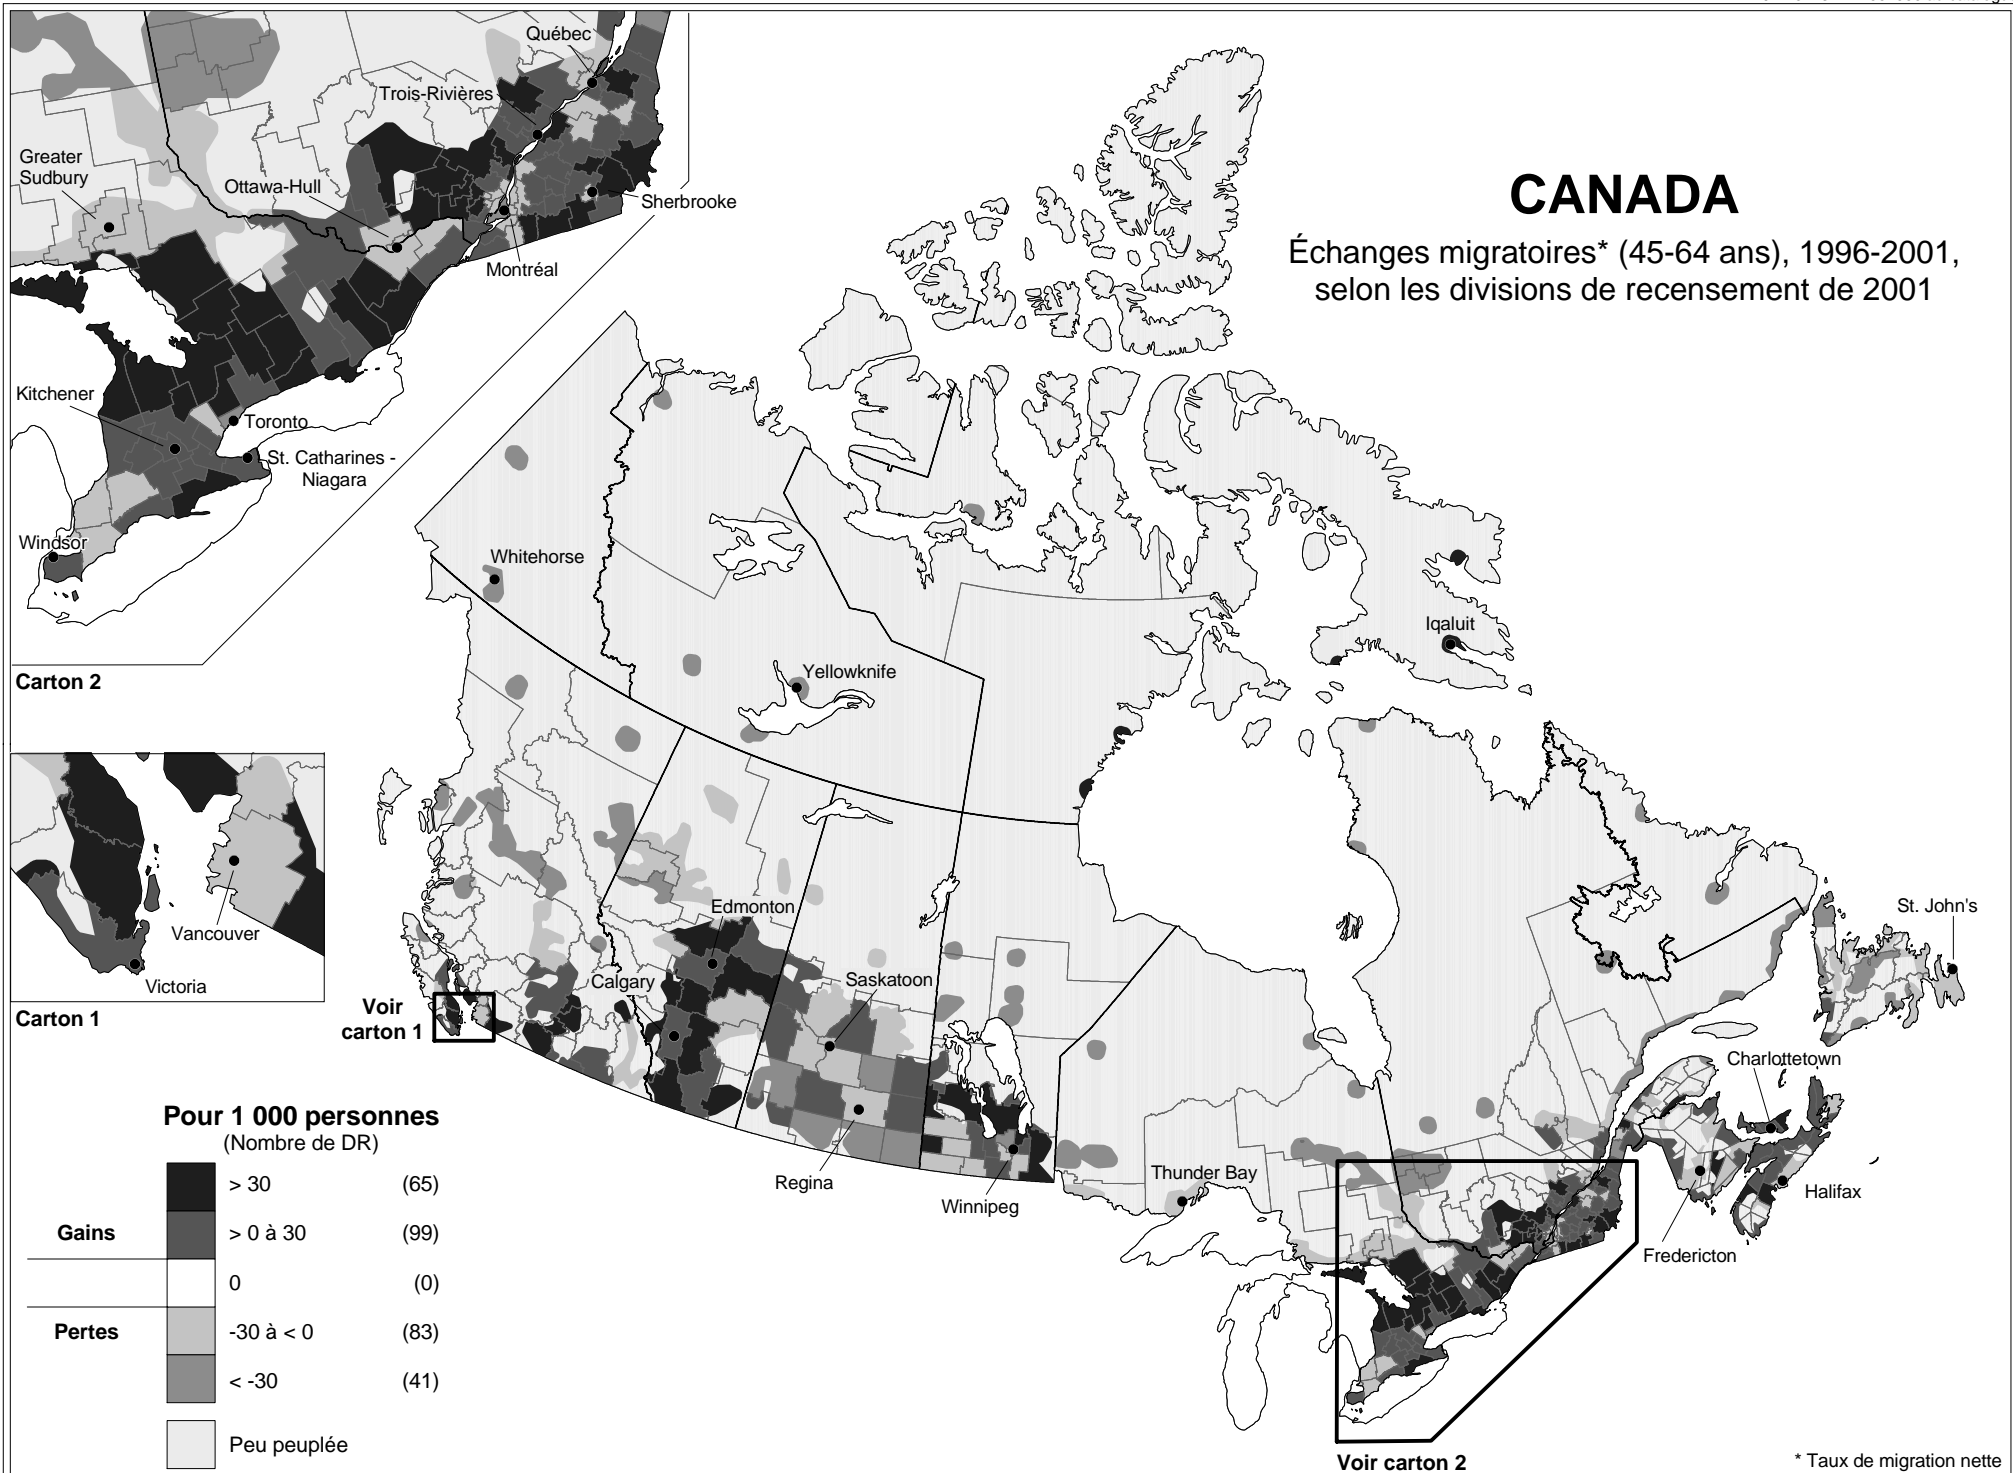 CANADA
Échanges migratoires* (45-64 ans), 1996-2001,
selon les divisions de recensement de 2001
Québec
Trois-Rivières
Greater
Sudbury
Ottawa-Hull
Sherbrooke
Montréal
Kitchener
Toronto
St. Catharines -
Niagara
Windsor
Carton 2
Vancouver
Victoria
Carton 1
Whitehorse
Yellowknife
Iqaluit
Edmonton
Calgary
Saskatoon
Voir
carton 1
Regina
Winnipeg
Thunder Bay
St. John's
Charlottetown
Halifax
Fredericton
Voir carton 2
Pour 1 000 personnes
(Nombre de DR)
> 30 (65)
Gains > 0 à 30 (99)
0 (0)
Pertes -30 à < 0 (83)
< -30 (41)
Peu peuplée
* Taux de migration nette